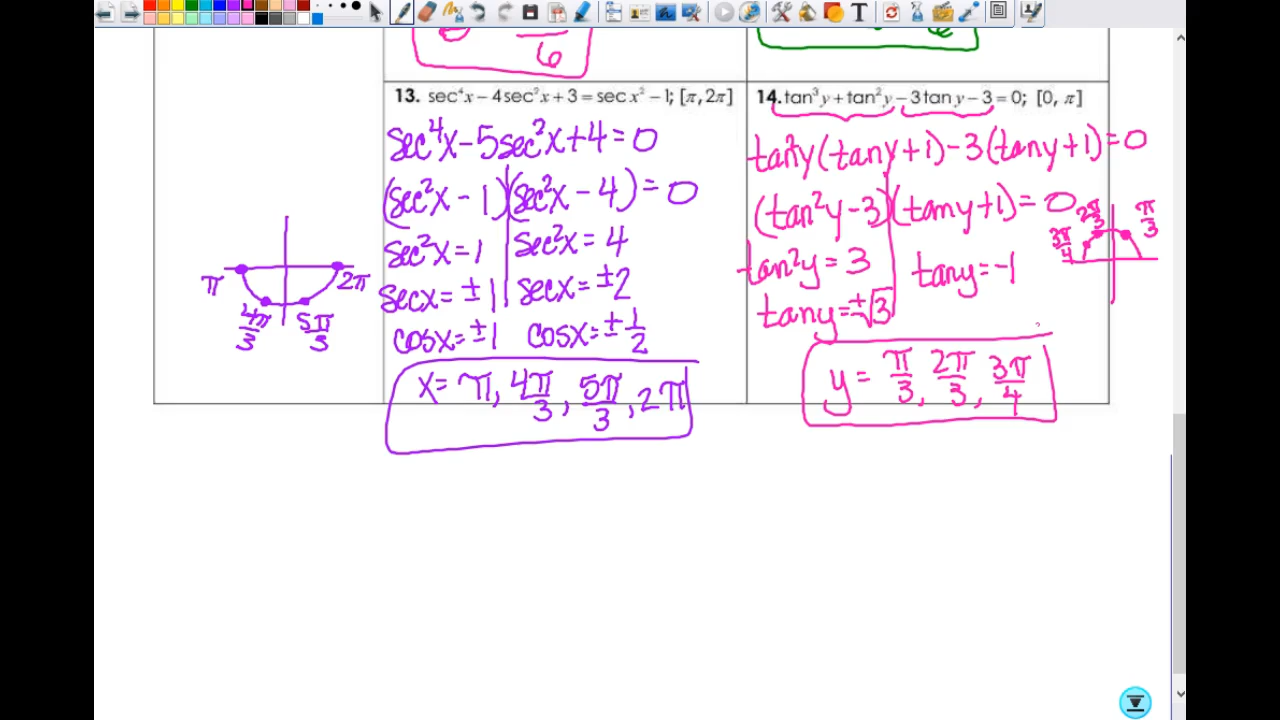 6
13. sec⁴x − 4sec²x + 3 = sec x² − 1; [π, 2π]
sec⁴x − 5sec²x + 4 = 0
(sec²x − 1)(sec²x − 4) = 0
sec²x = 1
sec²x = 4
secx = ±1
secx = ±2
cosx = ±1
cosx = ±1/2
x = π, 4π/3, 5π/3, 2π
π
2π
4π/3
5π/3
14. tan³y + tan²y − 3tan y − 3 = 0; [0, π]
tan²y(tany + 1) − 3(tany + 1) = 0
(tan²y − 3)(tany + 1) = 0
tan²y = 3
tany = −1
tany = ±√3
y = π/3, 2π/3, 3π/4
3π/4
2π/3
π/3